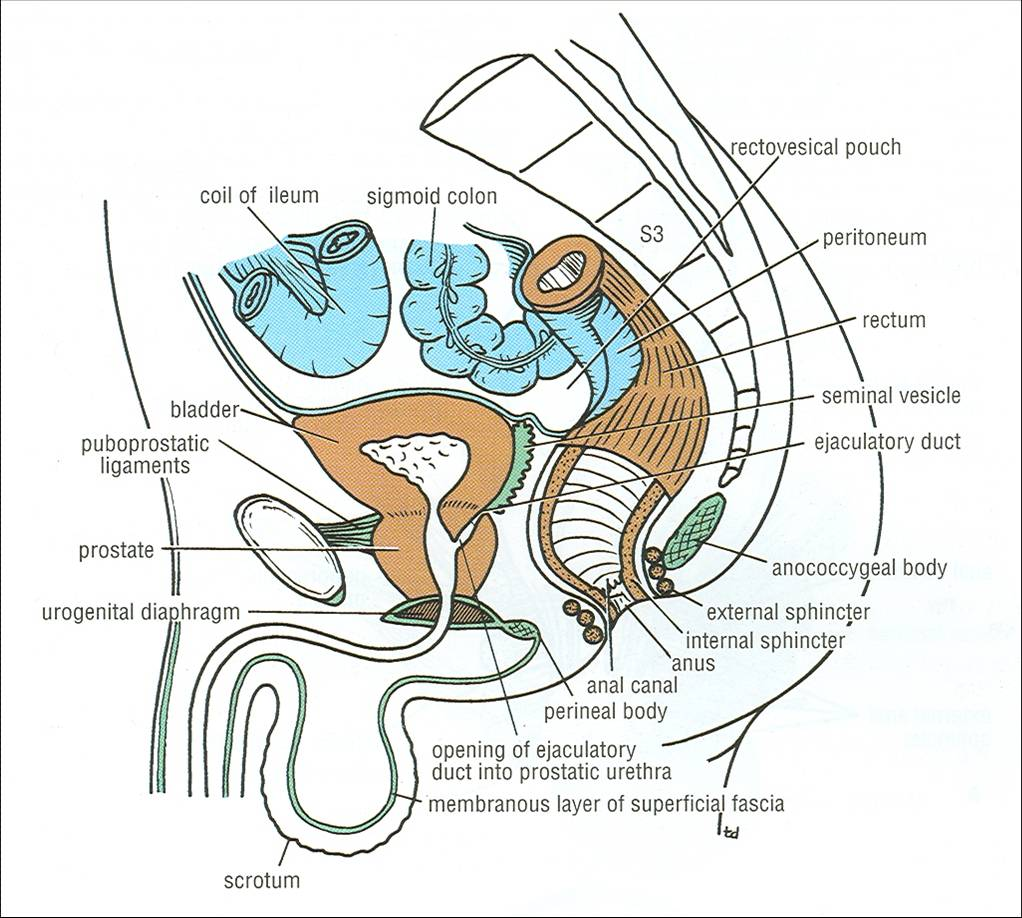 rectovesical pouch
coil of ileum
sigmoid colon
S3
peritoneum
rectum
seminal vesicle
bladder
ejaculatory duct
puboprostatic
ligaments
prostate
anococcygeal body
urogenital diaphragm
external sphincter
internal sphincter
anus
anal canal
perineal body
opening of ejaculatory
duct into prostatic urethra
membranous layer of superficial fascia
scrotum